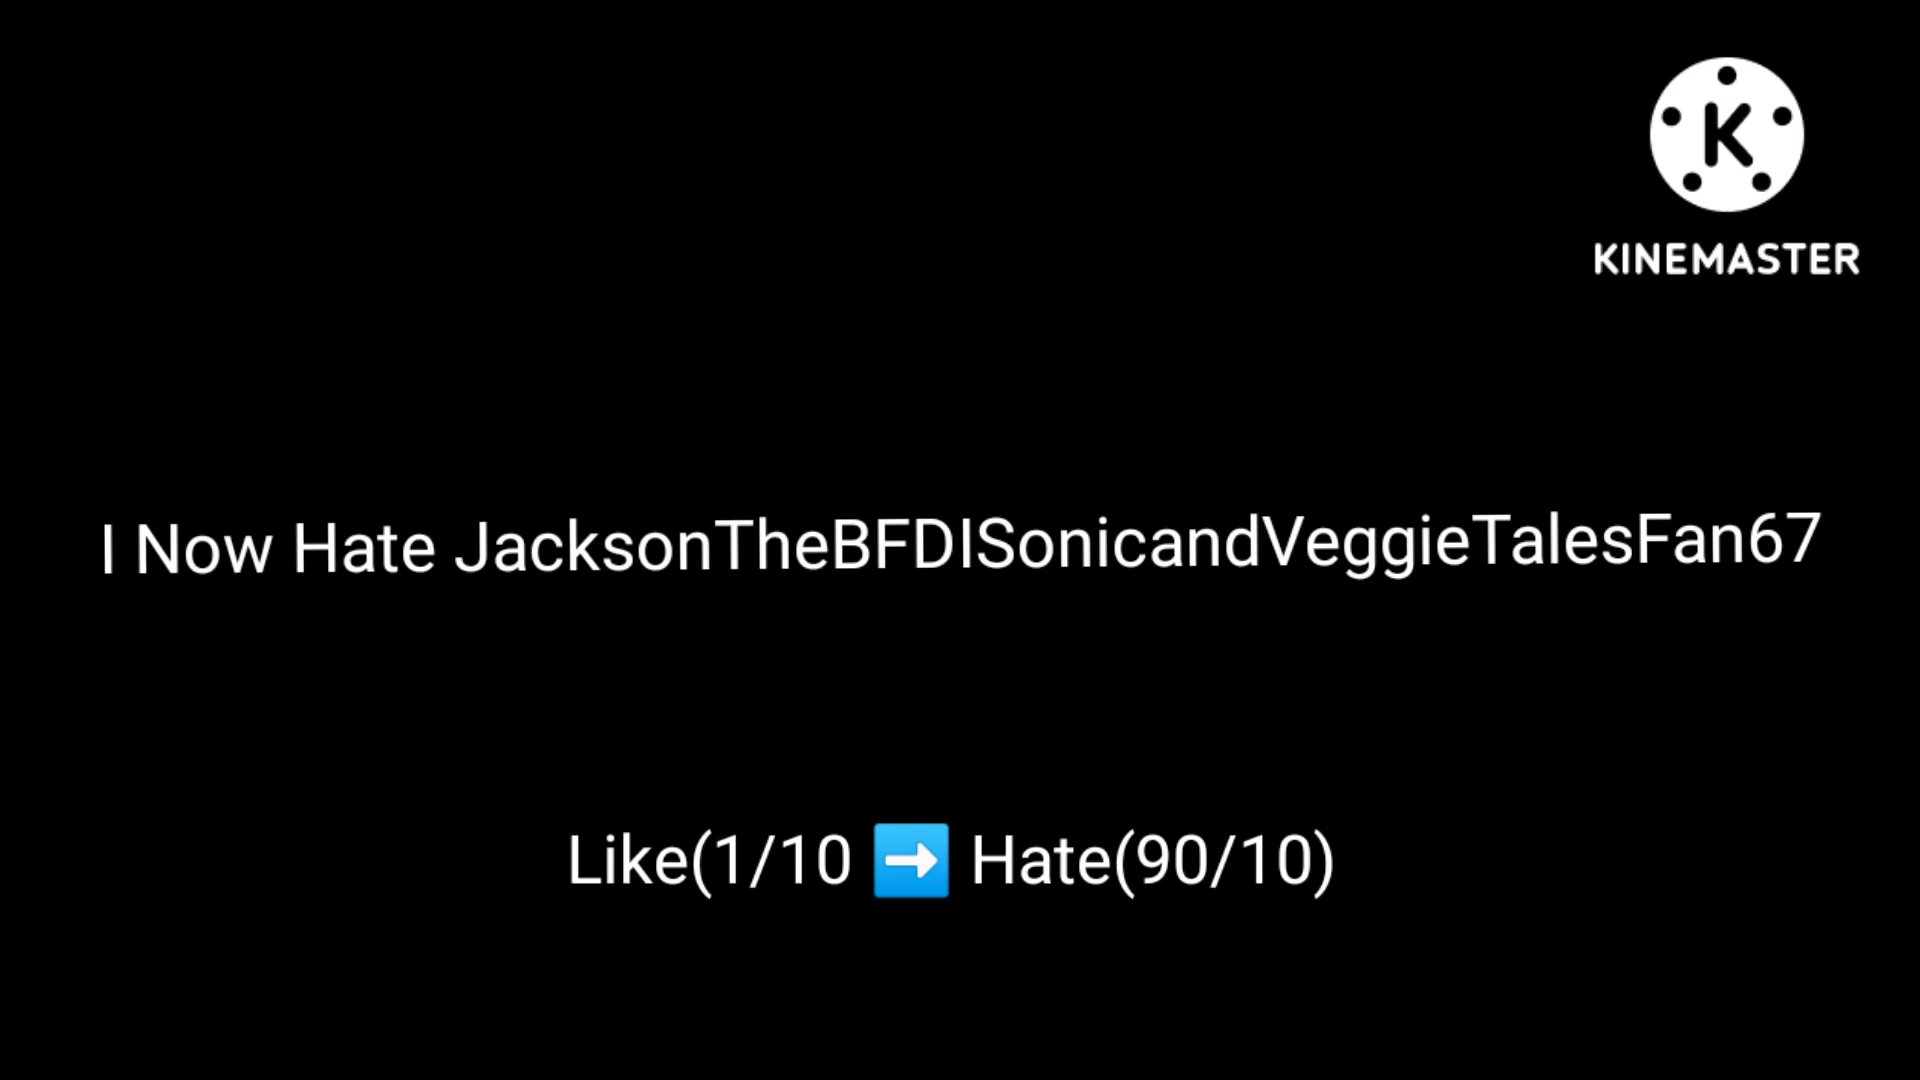 K
KINEMASTER
I Now Hate JacksonTheBFDISonicandVeggieTalesFan67
Like(1/10 ➡️ Hate(90/10)